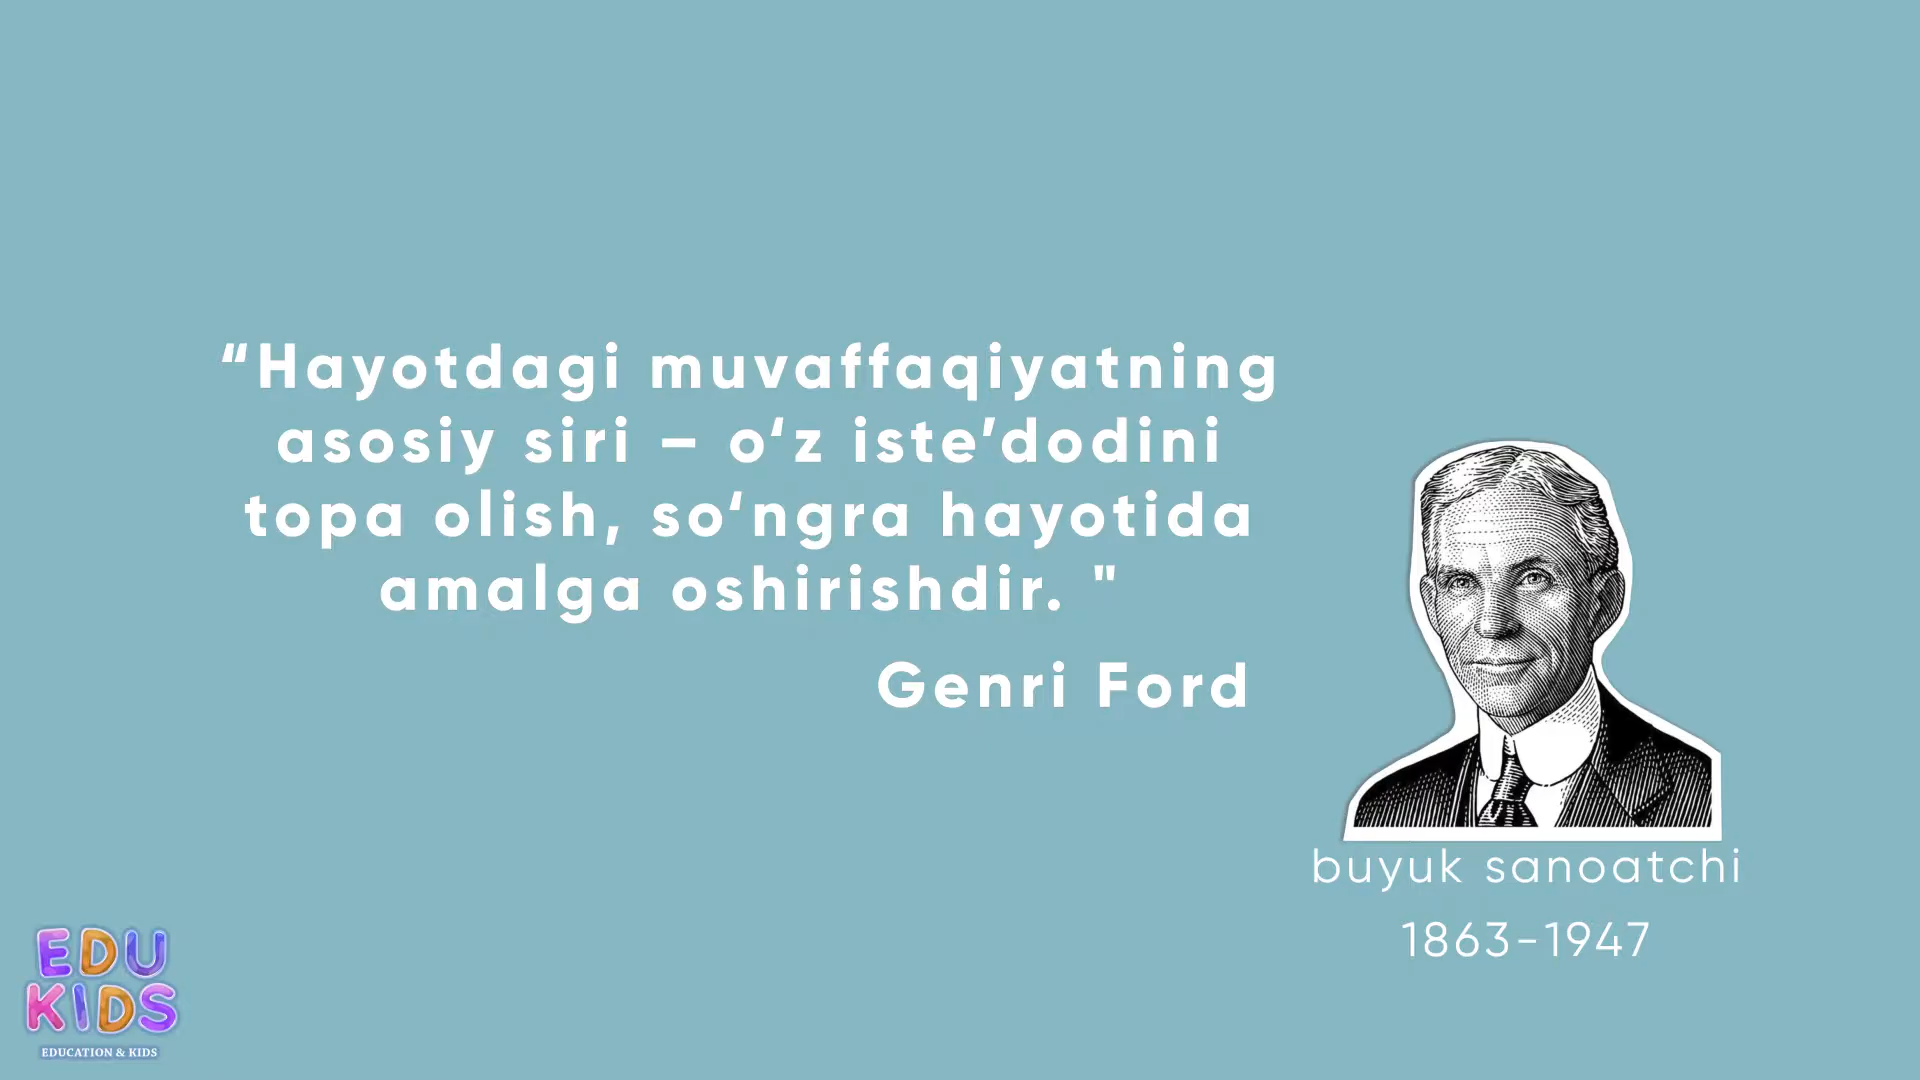 “Hayotdagi muvaffaqiyatning
asosiy siri – o‘z iste’dodini
topa olish, so‘ngra hayotida
amalga oshirishdir. "
Genri Ford
buyuk sanoatchi
1863-1947
EDU
KIDS
EDUCATION & KIDS